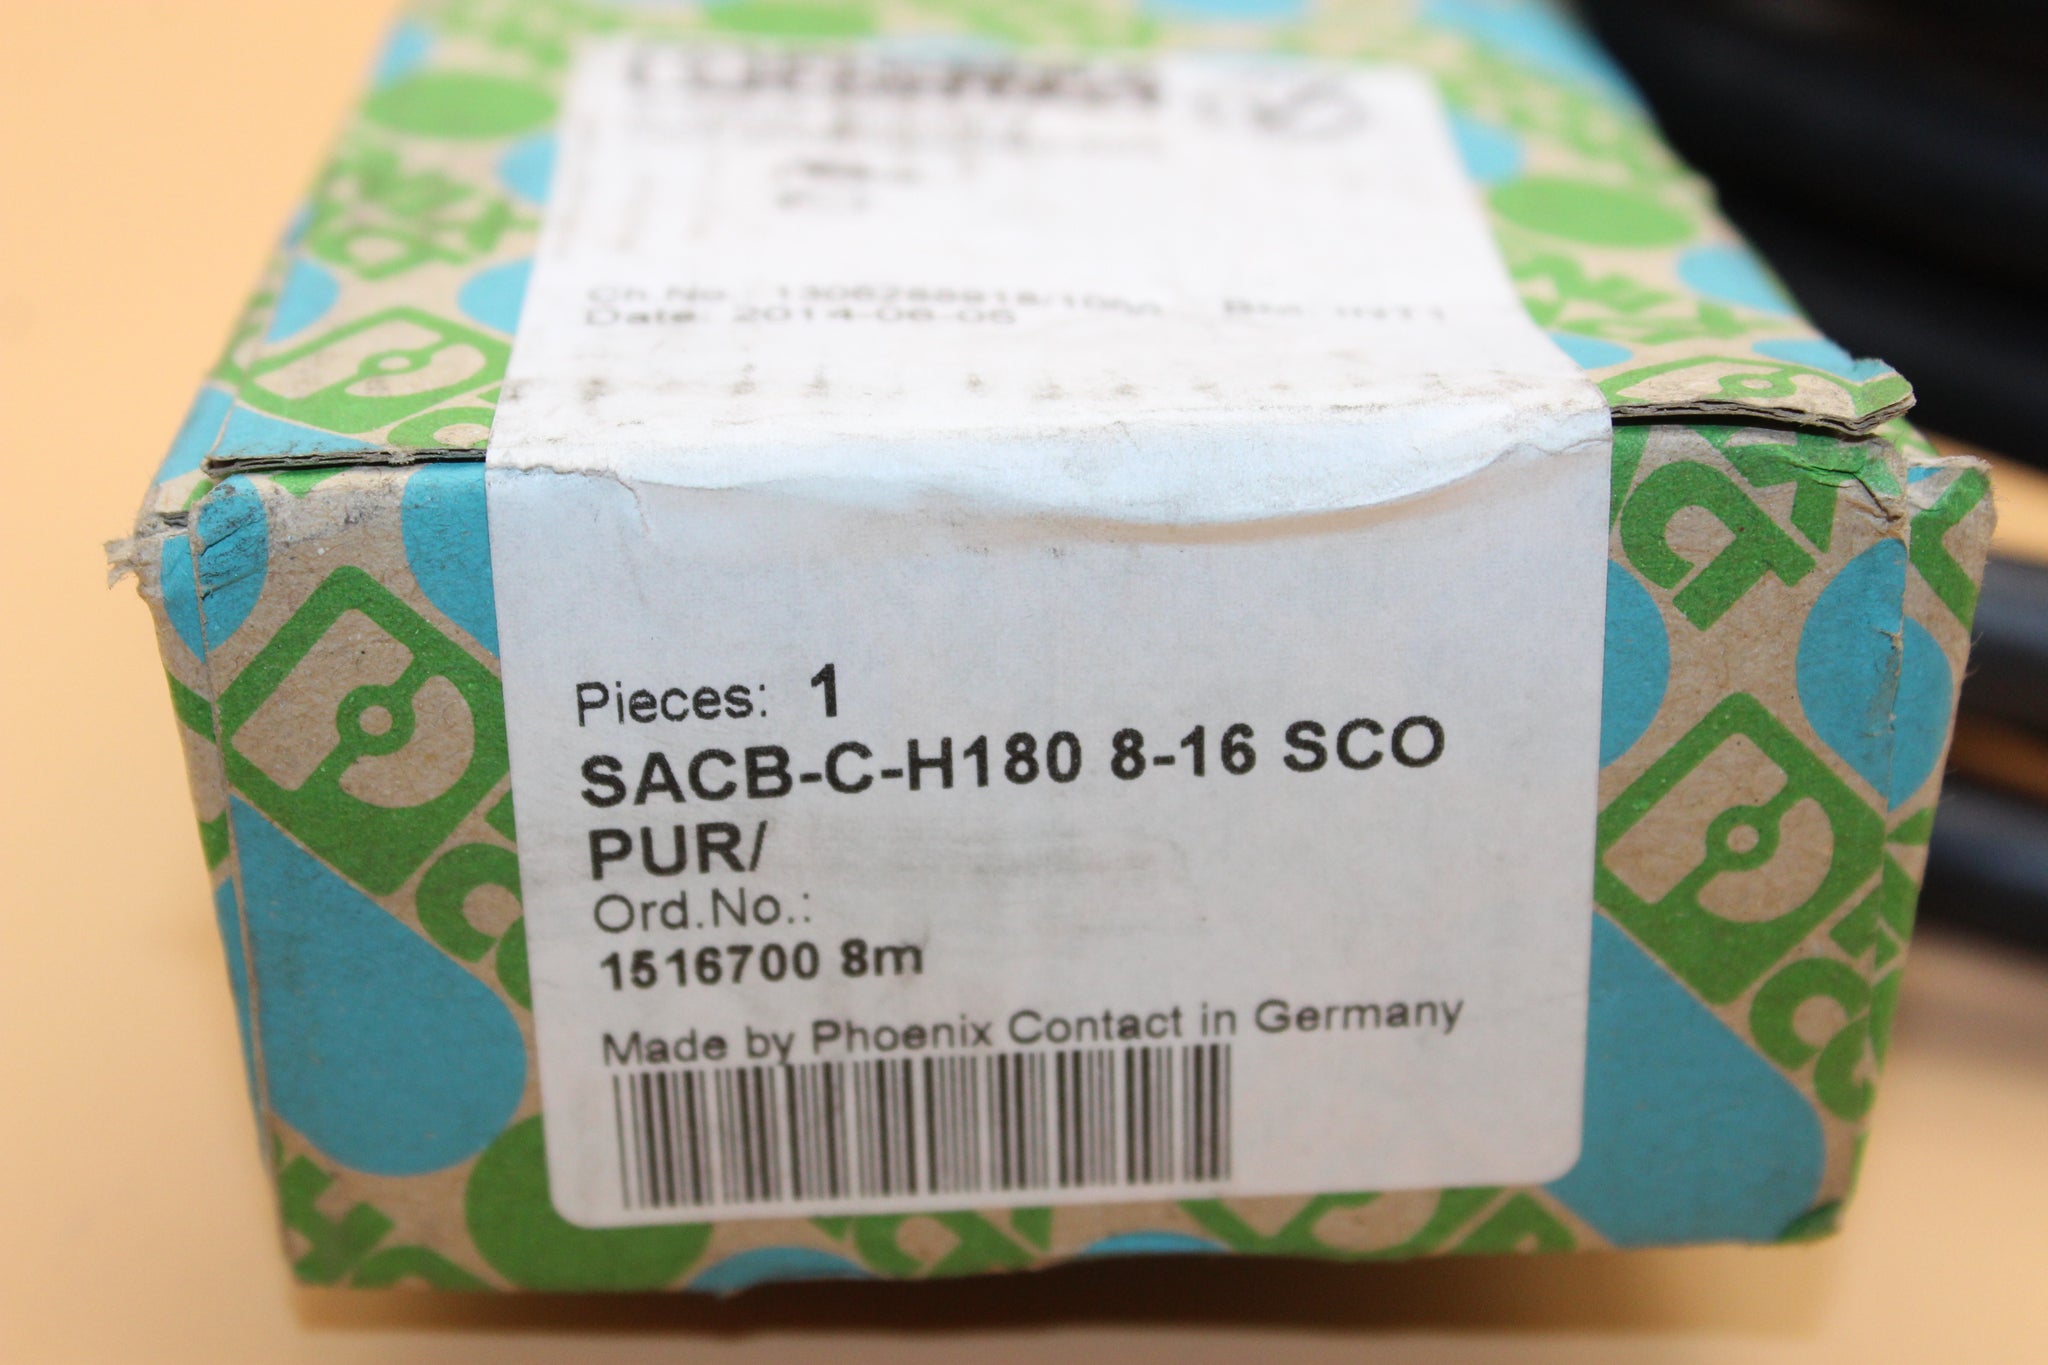 Date: 2014-06-06
Pieces: 1
SACB-C-H180 8-16 SCO
PUR/
Ord.No.:
1516700 8m
Made by Phoenix Contact in Germany